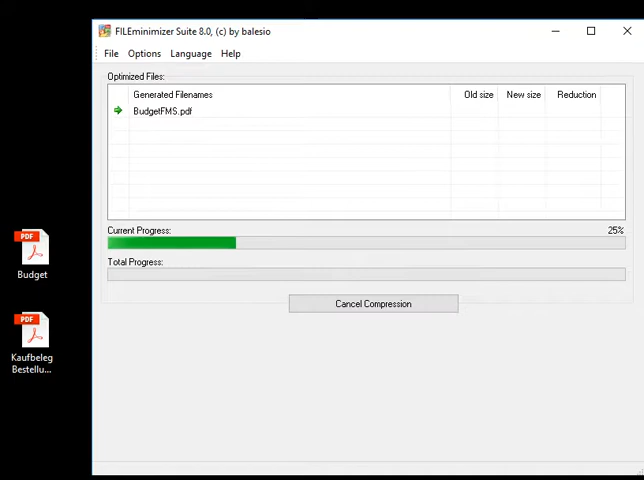 FILEminimizer Suite 8.0, (c) by balesio
File Options Language Help
Optimized Files:
Generated Filenames Old size New size Reduction
BudgetFMS.pdf
Current Progress: 25%
Total Progress:
Cancel Compression
PDF
Budget
PDF
Kaufbeleg
Bestellu...